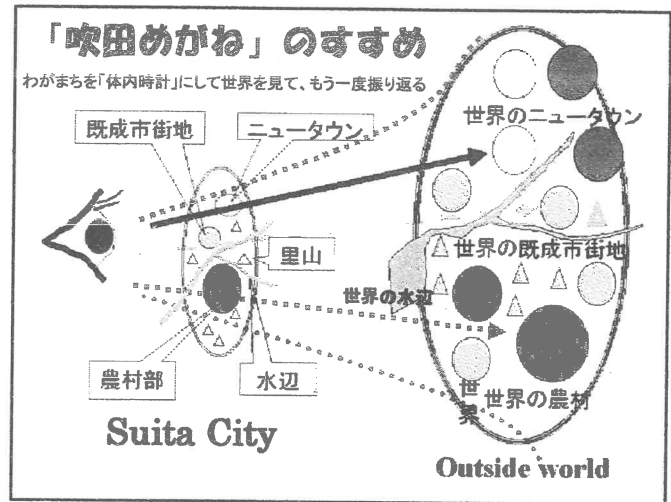 「吹田めがね」のすすめ
わがまちを「体内時計」にして世界を見て、もう一度振り返る
既成市街地
ニュータウン
里山
農村部
水辺
Suita City
世界のニュータウン
世界の既成市街地
世界の水辺
世界
世界の農村
Outside world